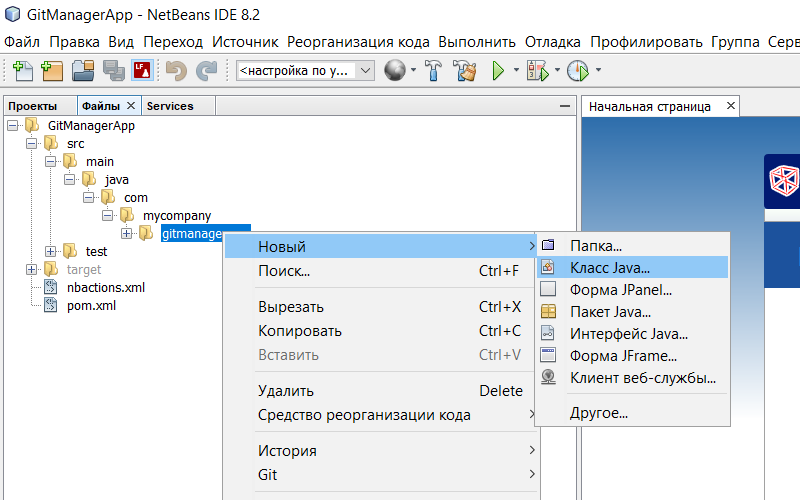 GitManagerApp - NetBeans IDE 8.2
Файл Правка Вид Переход Источник Реорганизация кода Выполнить Отладка Профилировать Группа Серв
<настройка по у...
Проекты Файлы Services
Начальная страница
GitManagerApp
src
main
java
com
mycompany
gitmanage
test
target
nbactions.xml
pom.xml
Новый
Поиск... Ctrl+F
Вырезать Ctrl+X
Копировать Ctrl+C
Вставить Ctrl+V
Удалить Delete
Средство реорганизации кода
История
Git
Папка...
Класс Java...
Форма JPanel...
Пакет Java...
Интерфейс Java...
Форма JFrame...
Клиент веб-службы...
Другое...